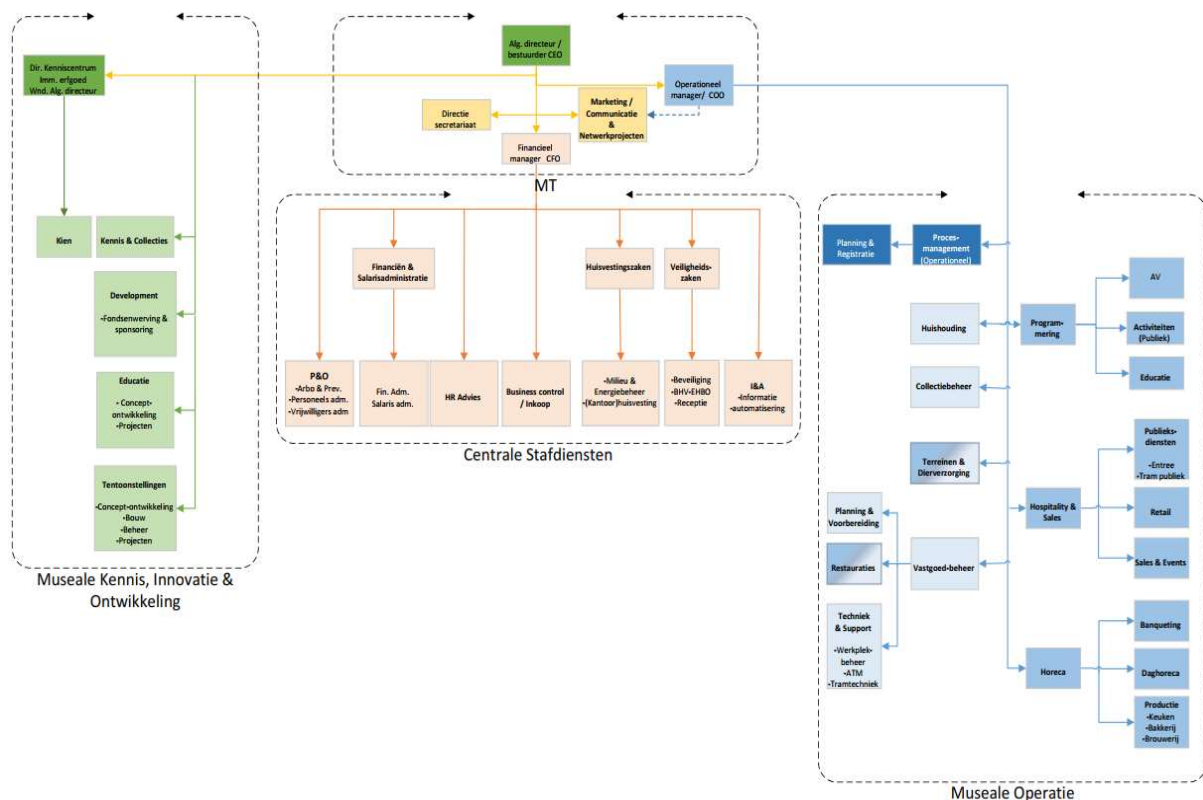 Alg. directeur /
bestuurder CEO
Dir. Kenniscentrum
Imm. erfgoed
Wnd. Alg. directeur
Operationeel
manager/ COO
Directie
secretariaat
Marketing /
Communicatie
&
Netwerkprojecten
Financieel
manager CFO
MT
Kien
Kennis & Collecties
Development
•Fondsenwerving &
sponsoring
Educatie
• Concept-
ontwikkeling
• Projecten
Tentoonstellingen
•Concept-ontwikkeling
•Bouw
•Beheer
•Projecten
Museale Kennis, Innovatie &
Ontwikkeling
Financiën &
Salarisadministratie
Huisvestingszaken
Veiligheids-
zaken
P&O
•Arbo & Prev.
•Personeels adm.
•Vrijwilligers adm
Fin. Adm.
Salaris adm.
HR Advies
Business control
/ Inkoop
•Milieu &
Energiebeheer
•(Kantoor)huisvesting
•Beveiliging
•BHV-EHBO
•Receptie
I&A
•Informatie
automatisering
Centrale Stafdiensten
Planning &
Registratie
Proces-
management
(Operationeel)
Huishouding
Program-
mering
AV
Activiteiten
(Publiek)
Educatie
Collectiebeheer
Terreinen &
Dierverzorging
Hospitality &
Sales
Publieks-
diensten
•Entree
•Tram publiek
Retail
Sales & Events
Planning &
Voorbereiding
Restauraties
Vastgoed-beheer
Techniek
& Support
•Werkplek-
beheer
•ATM
•Tramtechniek
Horeca
Banqueting
Daghoreca
Productie
•Keuken
•Bakkerij
•Brouwerij
Museale Operatie